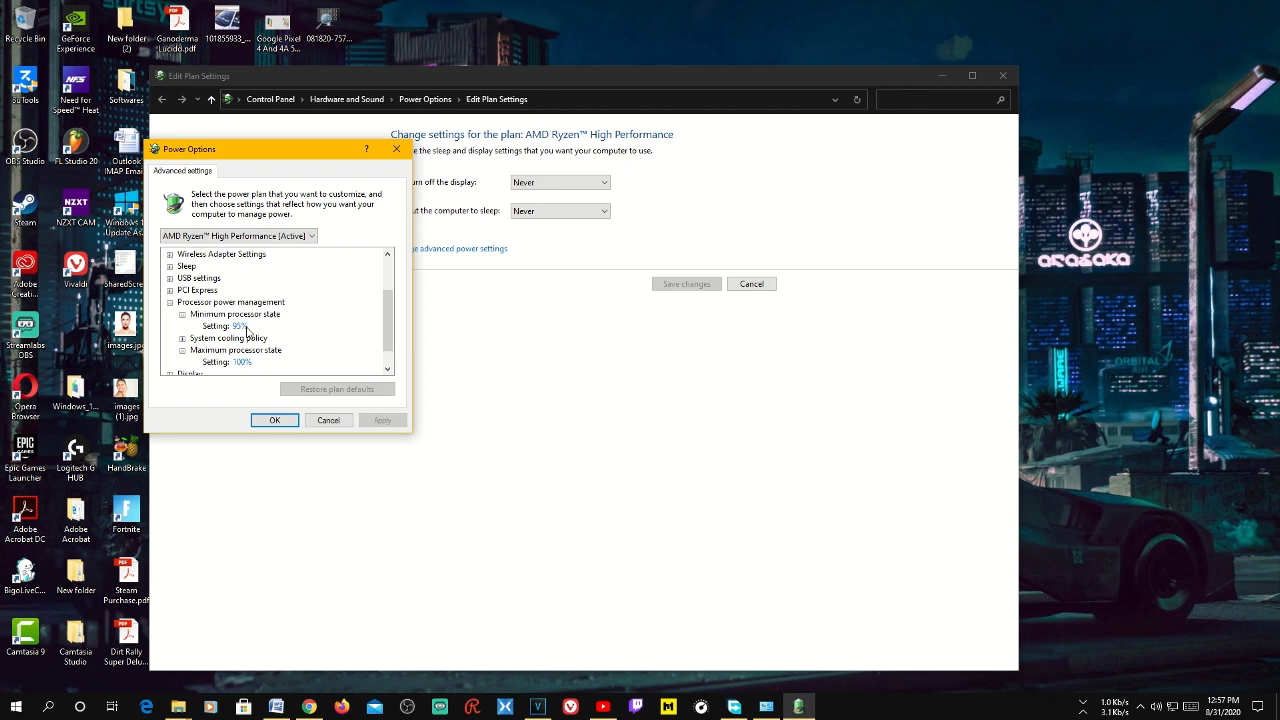 Recycle Bin
GeForce
Experience
New folder
(2)
Ganoderma
Lucidd.pdf
101855933_...
Google Pixel
4 And 4A S...
081820-757...
3uTools
Need for
Speed™ Heat
Softwares
OBS Studio
FL Studio 20
Outlook
IMAP Emai
Steam
NZXT CAM
Update As
Adobe
Creati...
Vivaldi
SharedScre
Streamlabs
OBS
images.jpg
Opera
Browser
Windows_1...
images
(1).jpg
Epic Games
Launcher
Logitech G
HUB
HandBrake
Adobe
Acrobat DC
Adobe
Acrobat
Fortnite
BigoLiveC...
New folder
Steam
Purchase.pdf
Camtasia 9
Camtasia
Studio
Dirt Rally
Super Delu...
Edit Plan Settings
Control Panel > Hardware and Sound > Power Options > Edit Plan Settings
Change settings for the plan: AMD Ryzen™ High Performance
e the sleep and display settings that you want your computer to use.
urn off the display: Never
t the computer to sleep: Never
advanced power settings
Save changes Cancel
Power Options
Advanced settings
Select the power plan that you want to customize, and
then choose settings that reflect how you want your
computer to manage power.
AMD Ryzen™ High Performance [Active]
Wireless Adapter Settings
Sleep
USB settings
PCI Express
Processor power management
Minimum processor state
Setting: 95%
System cooling policy
Maximum processor state
Setting: 100%
Display
Restore plan defaults
OK Cancel Apply
arasaka
ORBITAL
AIR
WARE
1.0 Kb/s
3.1 Kb/s
12:57 PM
8/31/2020